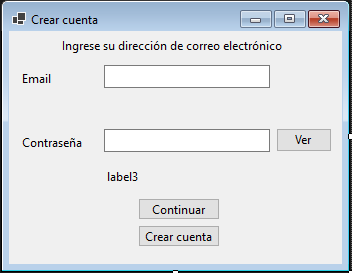 Crear cuenta
Ingrese su dirección de correo electrónico
Email
Contraseña
Ver
label3
Continuar
Crear cuenta